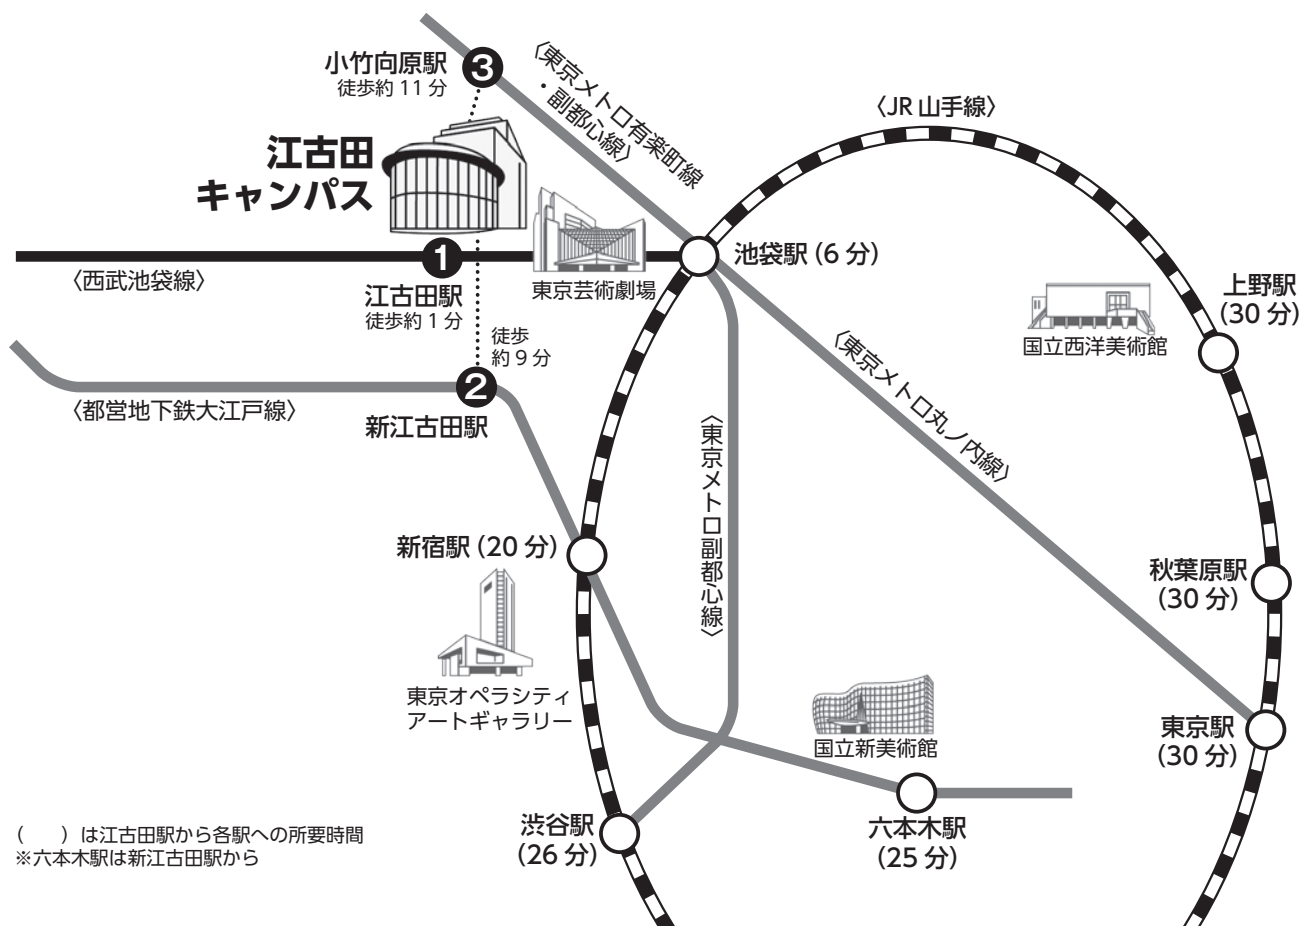 小竹向原駅
徒歩約 11 分
3
〈東京メトロ有楽町線
・副都心線〉
〈JR 山手線〉
江古田
キャンパス
1
〈西武池袋線〉
江古田駅
徒歩約 1 分
東京芸術劇場
池袋駅 (6 分)
上野駅
(30 分)
国立西洋美術館
徒歩
約 9 分
2
〈都営地下鉄大江戸線〉
新江古田駅
〈東京メトロ丸ノ内線〉
〈東京メトロ副都心線〉
新宿駅 (20 分)
秋葉原駅
(30 分)
東京オペラシティ
アートギャラリー
国立新美術館
東京駅
(30 分)
渋谷駅
(26 分)
六本木駅
(25 分)
(　　) は江古田駅から各駅への所要時間
※六本木駅は新江古田駅から